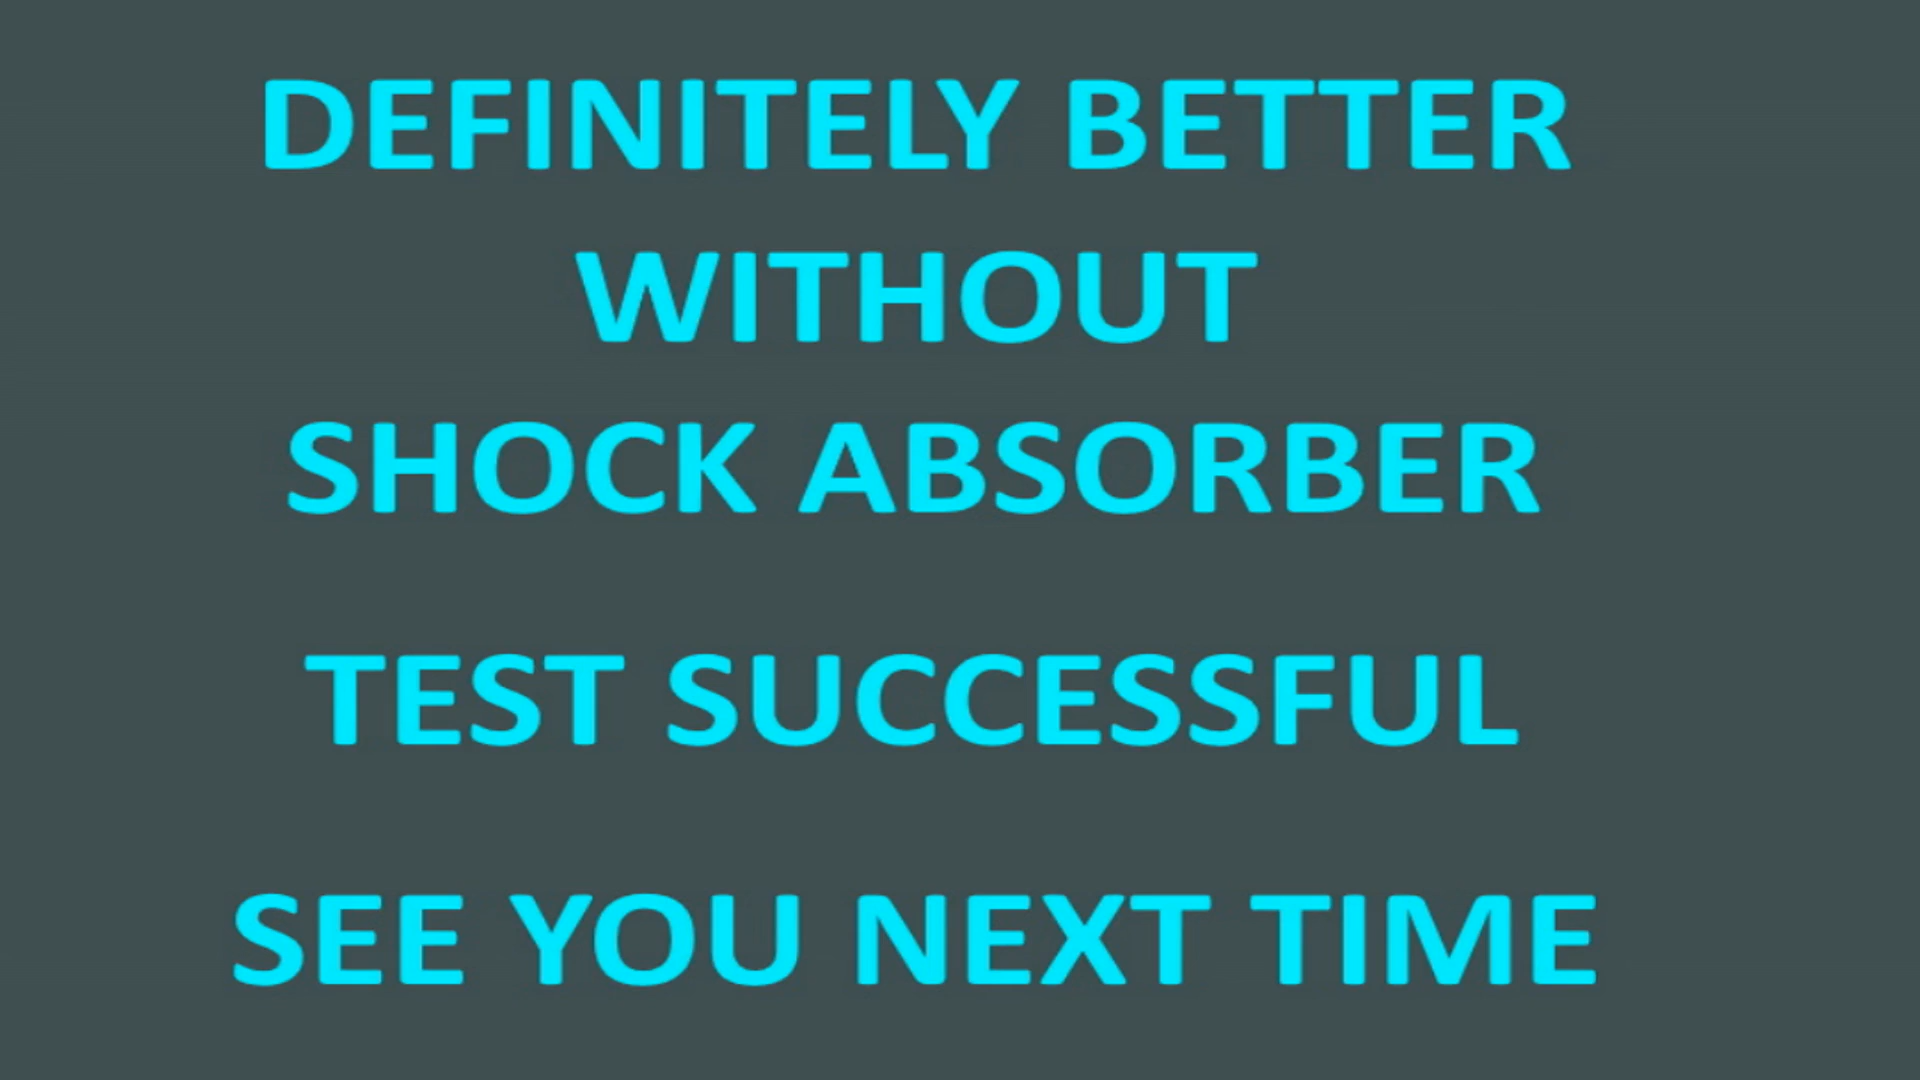 DEFINITELY BETTER
WITHOUT
SHOCK ABSORBER
TEST SUCCESSFUL
SEE YOU NEXT TIME